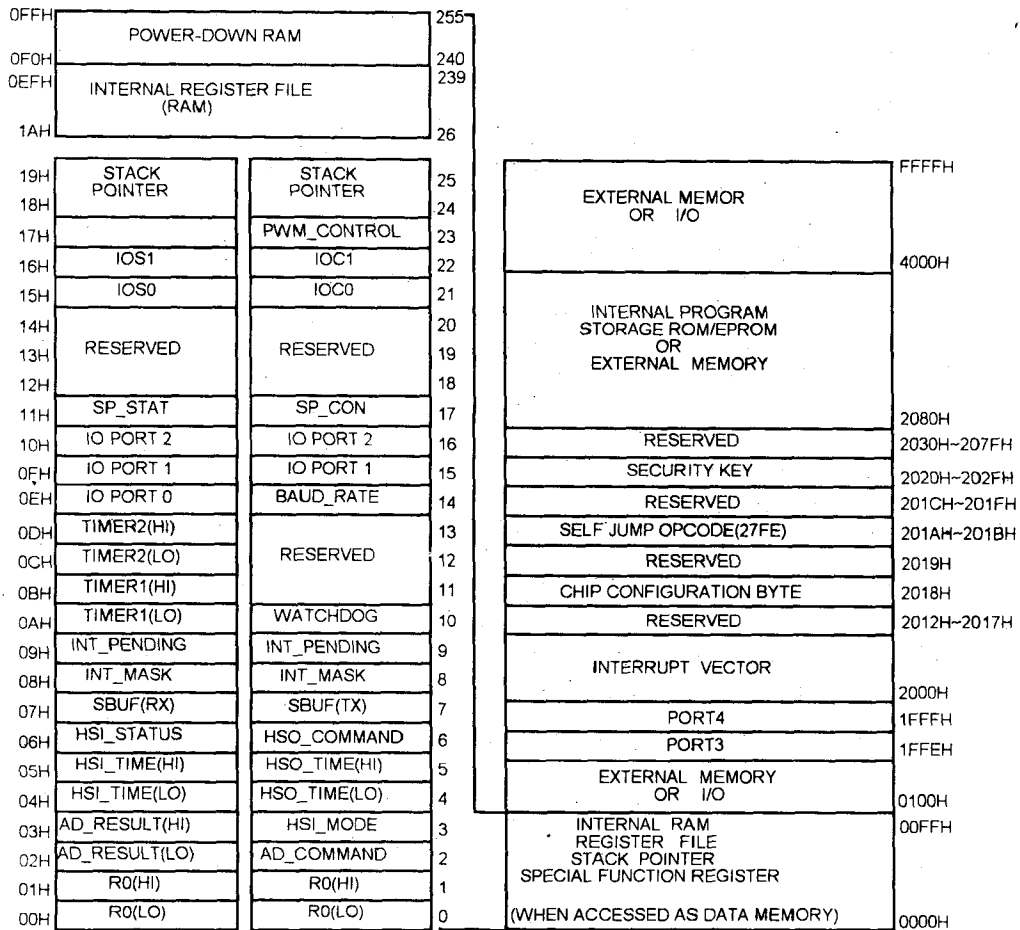 0FFH
POWER-DOWN RAM
255
0F0H
240
0EFH
239
INTERNAL REGISTER FILE
(RAM)
1AH
26
19H STACK POINTER STACK POINTER 25
18H 24
17H PWM_CONTROL 23
16H IOS1 IOC1 22
15H IOS0 IOC0 21
14H 20
13H RESERVED RESERVED 19
12H 18
11H SP_STAT SP_CON 17
10H IO PORT 2 IO PORT 2 16
0FH IO PORT 1 IO PORT 1 15
0EH IO PORT 0 BAUD_RATE 14
0DH TIMER2(HI) 13
0CH TIMER2(LO) RESERVED 12
0BH TIMER1(HI) 11
0AH TIMER1(LO) WATCHDOG 10
09H INT_PENDING INT_PENDING 9
08H INT_MASK INT_MASK 8
07H SBUF(RX) SBUF(TX) 7
06H HSI_STATUS HSO_COMMAND 6
05H HSI_TIME(HI) HSO_TIME(HI) 5
04H HSI_TIME(LO) HSO_TIME(LO) 4
03H AD_RESULT(HI) HSI_MODE 3
02H AD_RESULT(LO) AD_COMMAND 2
01H R0(HI) R0(HI) 1
00H R0(LO) R0(LO) 0
FFFFH
EXTERNAL MEMOR
OR I/O
4000H
INTERNAL PROGRAM
STORAGE ROM/EPROM
OR
EXTERNAL MEMORY
2080H
RESERVED 2030H~207FH
SECURITY KEY 2020H~202FH
RESERVED 201CH~201FH
SELF JUMP OPCODE(27FE) 201AH~201BH
RESERVED 2019H
CHIP CONFIGURATION BYTE 2018H
RESERVED 2012H~2017H
INTERRUPT VECTOR
2000H
PORT4 1FFFH
PORT3 1FFEH
EXTERNAL MEMORY
OR I/O
0100H
INTERNAL RAM 00FFH
REGISTER FILE
STACK POINTER
SPECIAL FUNCTION REGISTER
(WHEN ACCESSED AS DATA MEMORY) 0000H